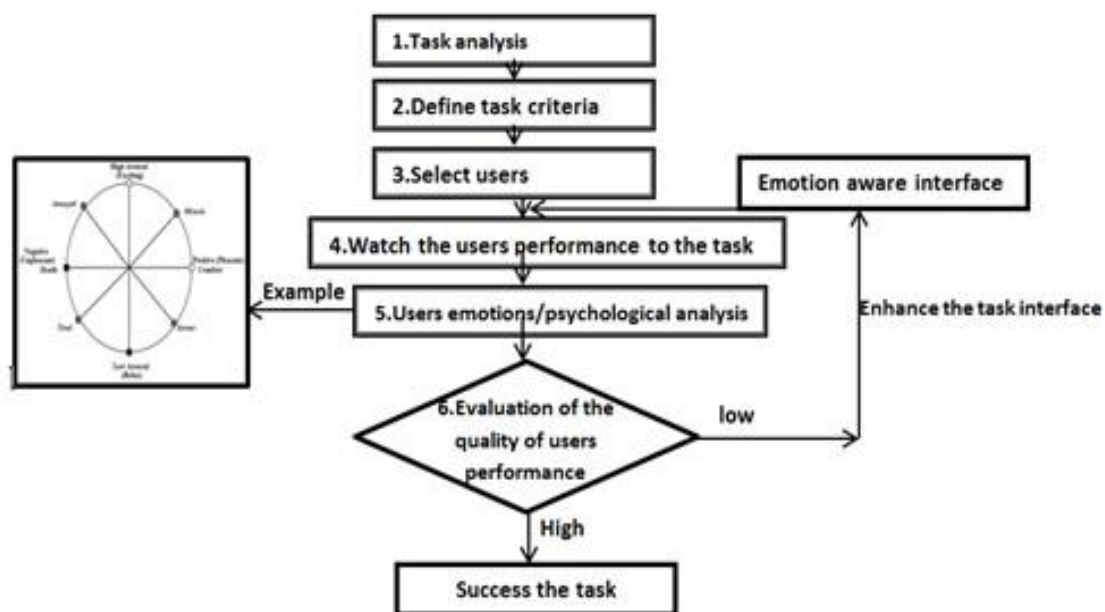 1.Task analysis
2.Define task criteria
3.Select users
Emotion aware interface
4.Watch the users performance to the task
Example
5.Users emotions/psychological analysis
Enhance the task interface
6.Evaluation of the
quality of users
performance
low
High
Success the task
High
Negative
Positive
Low